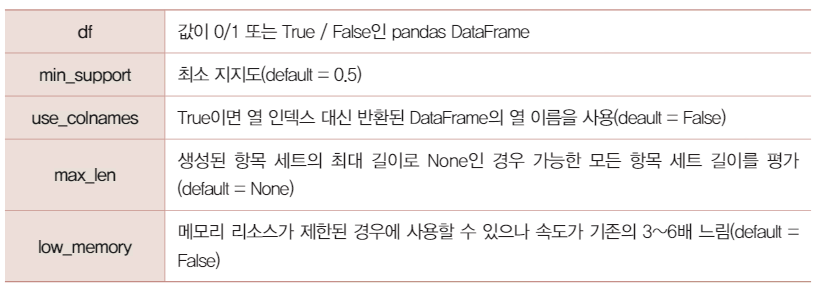 df 값이 0/1 또는 True / False인 pandas DataFrame
min_support 최소 지지도(default = 0.5)
use_colnames True이면 열 인덱스 대신 반환된 DataFrame의 열 이름을 사용(deault = False)
max_len 생성된 항목 세트의 최대 길이로 None인 경우 가능한 모든 항목 세트 길이를 평가
(default = None)
low_memory 메모리 리소스가 제한된 경우에 사용할 수 있으나 속도가 기존의 3~6배 느림(default =
False)